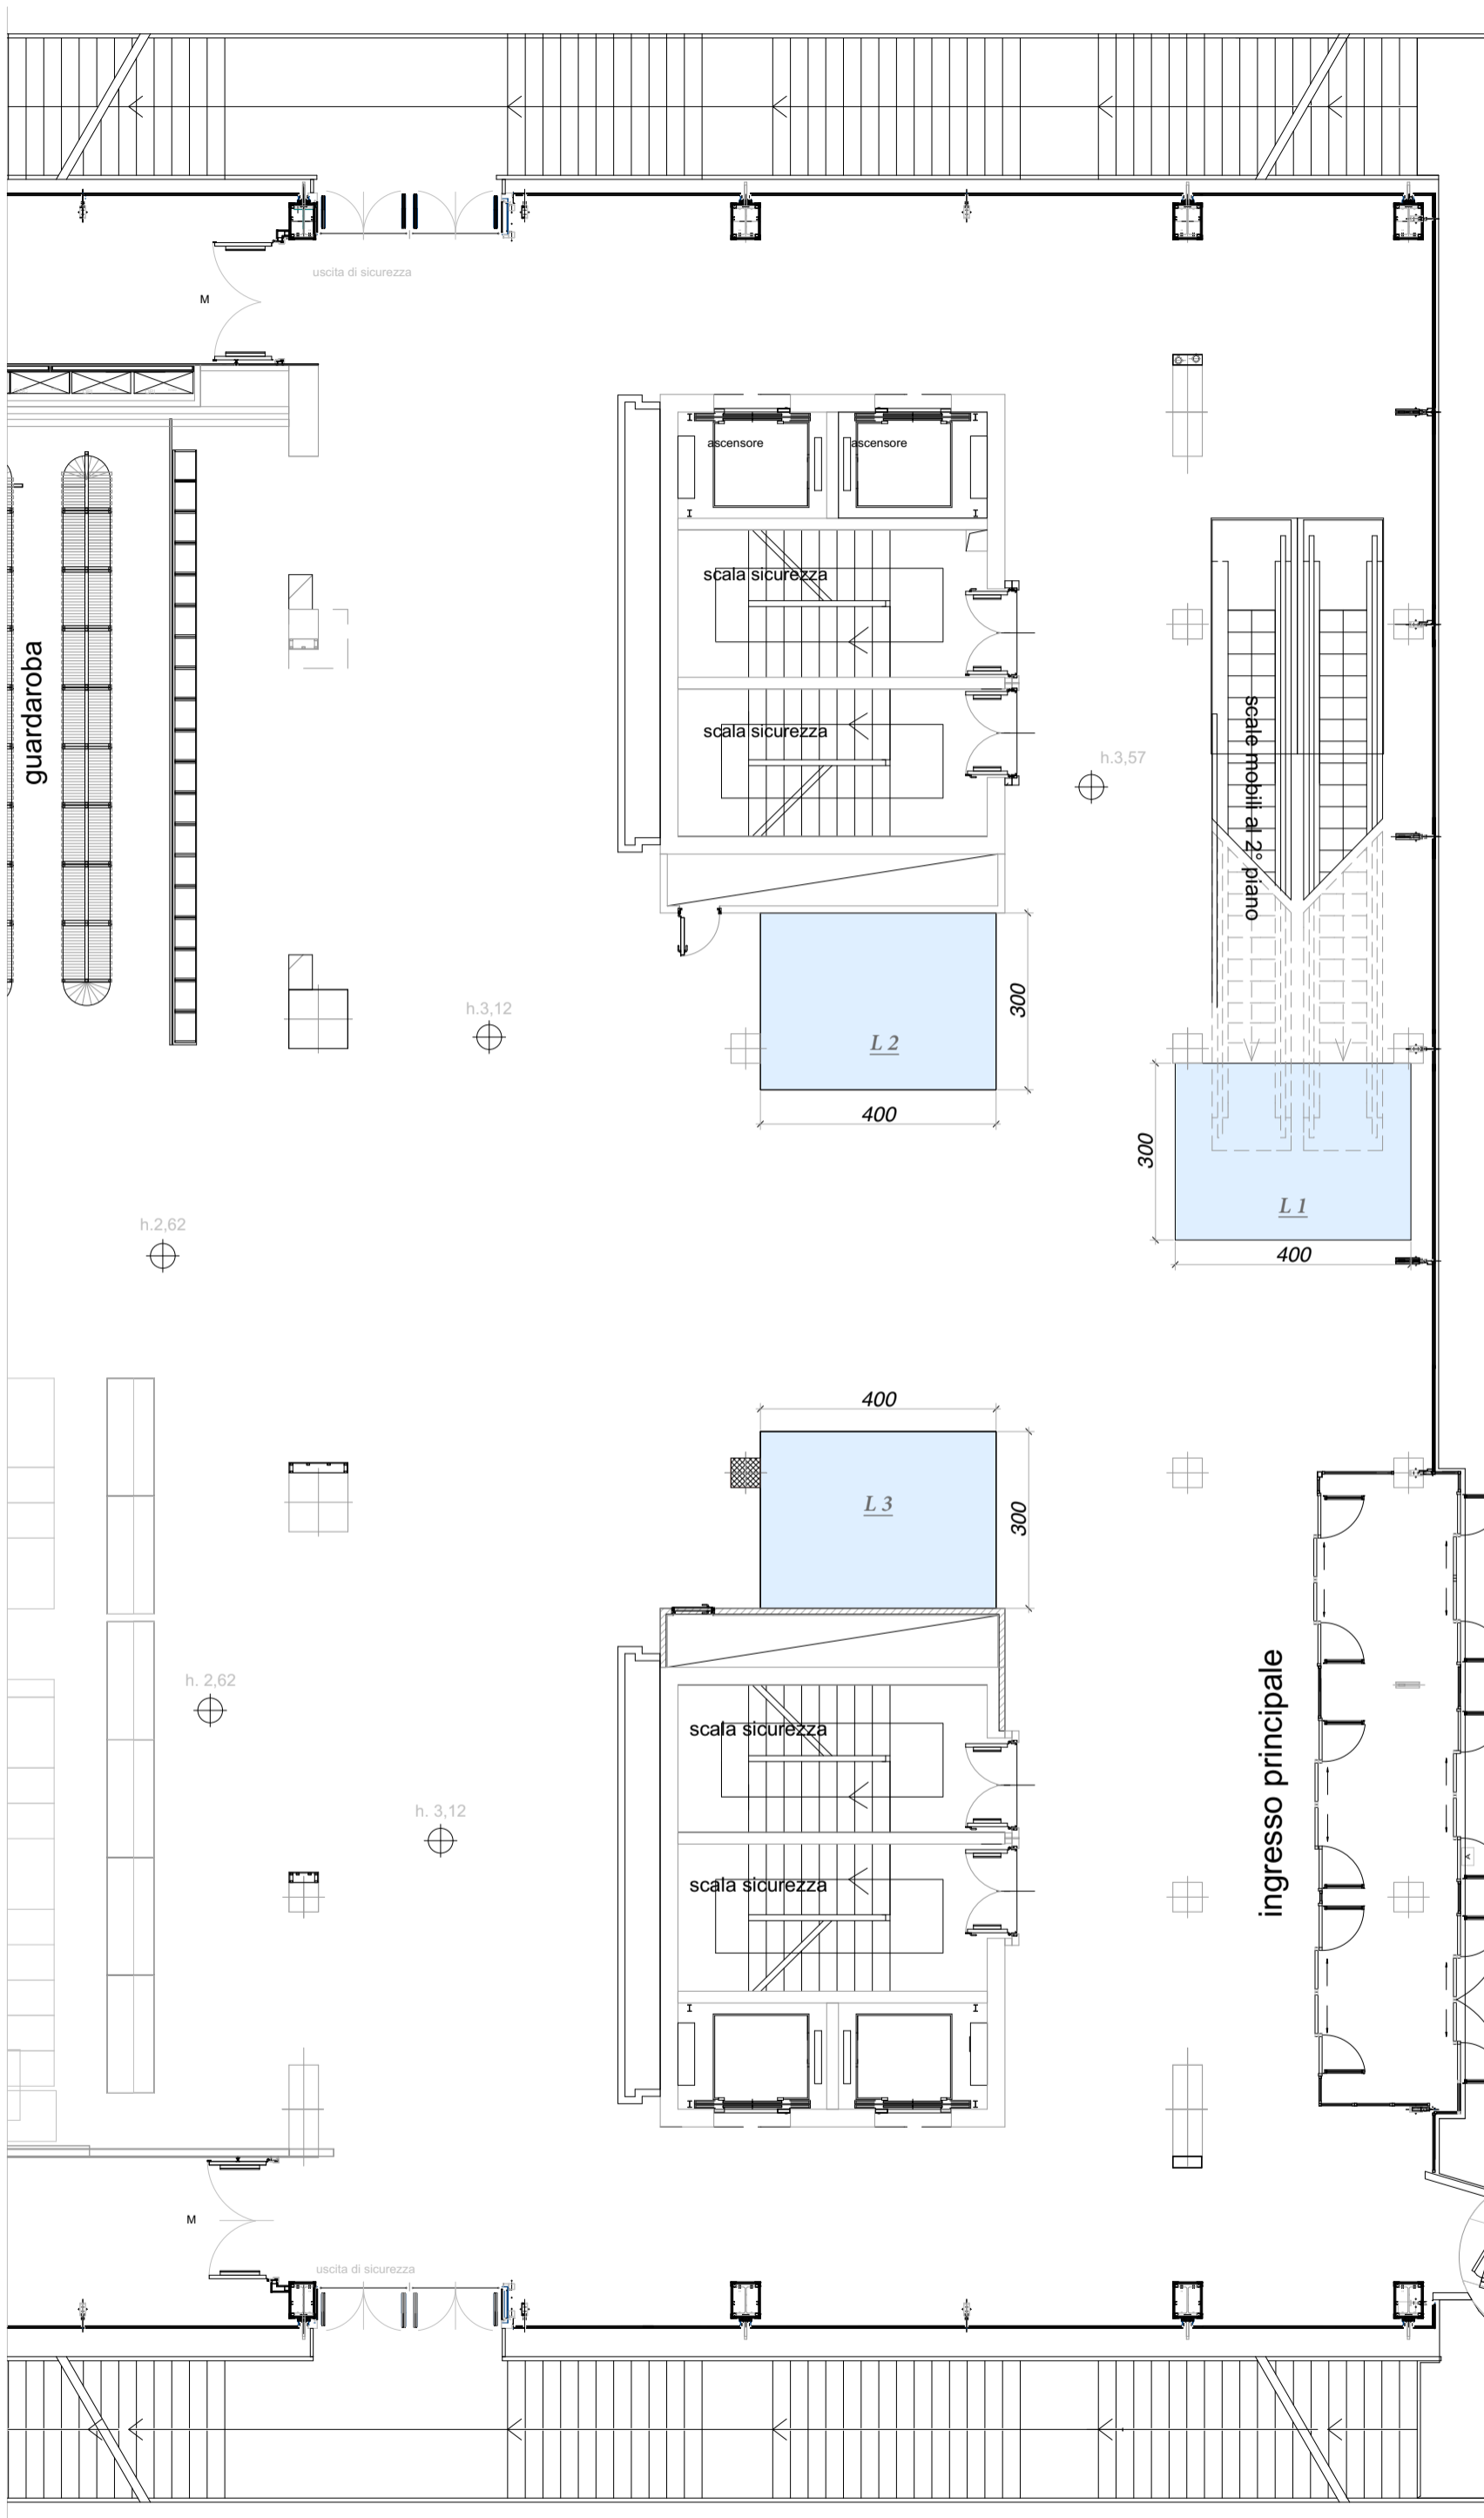 uscita di sicurezza
M
ascensore
ascensore
scala sicurezza
guardaroba
scale mobili al 2° piano
scala sicurezza
h.3,57
h.3,12
300
L 2
400
300
h.2,62
L 1
400
400
L 3
300
ingresso principale
h. 2,62
scala sicurezza
h. 3,12
A
scala sicurezza
M
uscita di sicurezza